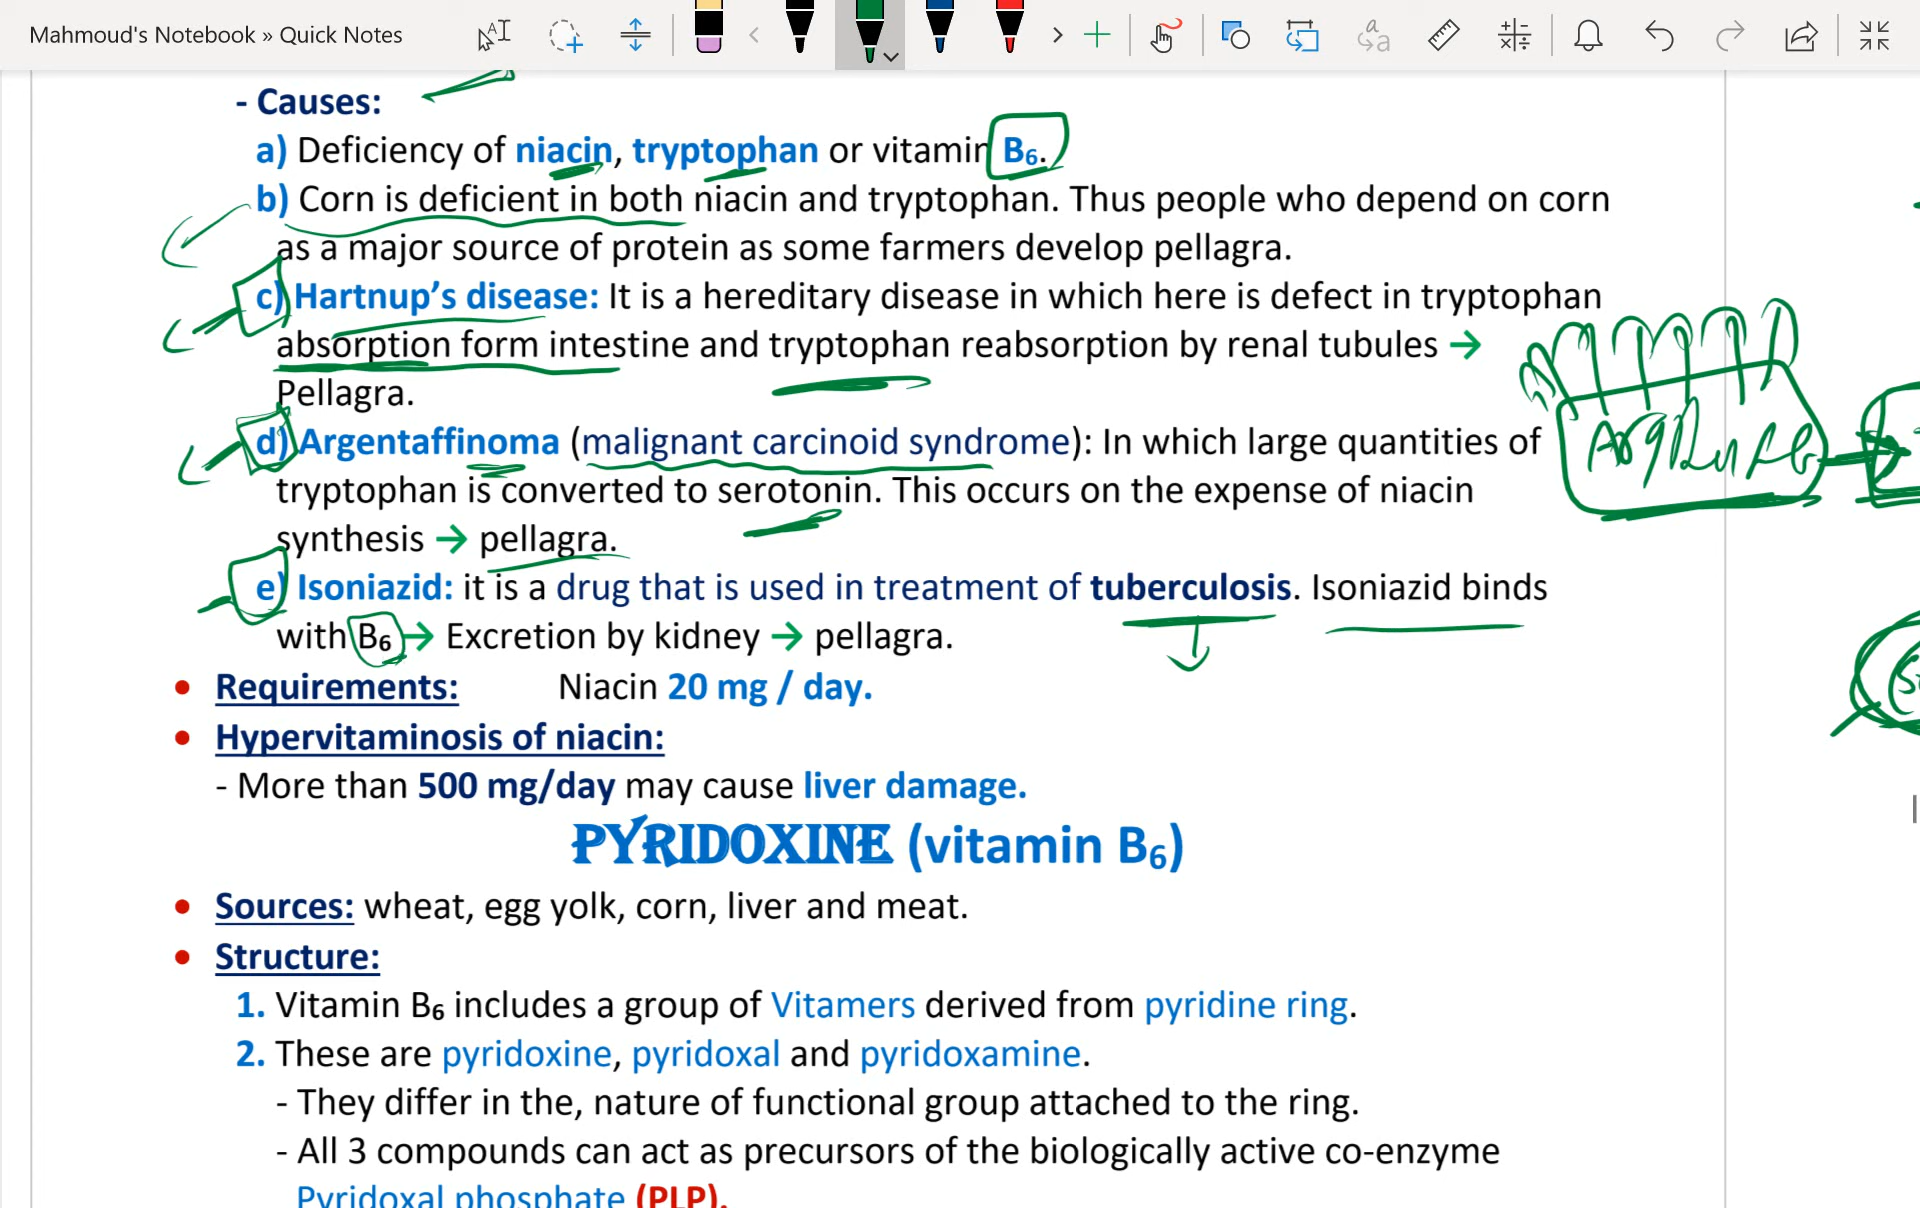 Mahmoud's Notebook » Quick Notes
- Causes:
a) Deficiency of niacin, tryptophan or vitamin B₆.
b) Corn is deficient in both niacin and tryptophan. Thus people who depend on corn
as a major source of protein as some farmers develop pellagra.
c) Hartnup’s disease: It is a hereditary disease in which here is defect in tryptophan
absorption form intestine and tryptophan reabsorption by renal tubules →
Pellagra.
d) Argentaffinoma (malignant carcinoid syndrome): In which large quantities of
tryptophan is converted to serotonin. This occurs on the expense of niacin
synthesis → pellagra.
e) Isoniazid: it is a drug that is used in treatment of tuberculosis. Isoniazid binds
with B₆ → Excretion by kidney → pellagra.
• Requirements: Niacin 20 mg / day.
• Hypervitaminosis of niacin:
- More than 500 mg/day may cause liver damage.
PYRIDOXINE (vitamin B₆)
• Sources: wheat, egg yolk, corn, liver and meat.
• Structure:
1. Vitamin B₆ includes a group of Vitamers derived from pyridine ring.
2. These are pyridoxine, pyridoxal and pyridoxamine.
- They differ in the, nature of functional group attached to the ring.
- All 3 compounds can act as precursors of the biologically active co-enzyme
Pyridoxal phosphate (PLP).